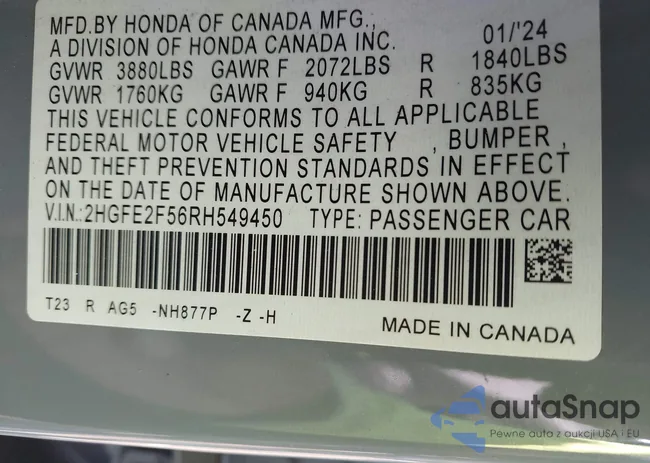 MFD.BY HONDA OF CANADA MFG.,
A DIVISION OF HONDA CANADA INC. 01/'24
GVWR 3880LBS GAWR F 2072LBS R 1840LBS
GVWR 1760KG GAWR F 940KG R 835KG
THIS VEHICLE CONFORMS TO ALL APPLICABLE
FEDERAL MOTOR VEHICLE SAFETY , BUMPER ,
AND THEFT PREVENTION STANDARDS IN EFFECT
ON THE DATE OF MANUFACTURE SHOWN ABOVE.
V.I.N.:2HGFE2F56RH549450 TYPE: PASSENGER CAR
T23 R AG5 -NH877P -Z -H
MADE IN CANADA
autaSnap
Pewne auta z aukcji USA i EU